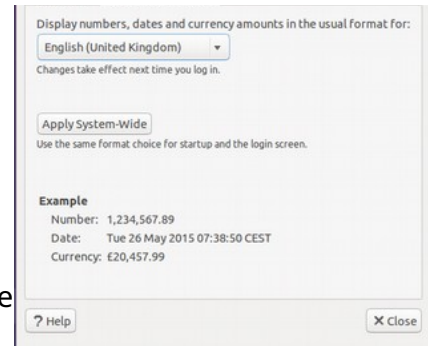 Display numbers, dates and currency amounts in the usual format for:
English (United Kingdom)
Changes take effect next time you log in.
Apply System-Wide
Use the same format choice for startup and the login screen.
Example
Number: 1,234,567.89
Date: Tue 26 May 2015 07:38:50 CEST
Currency: £20,457.99
e
? Help
X Close